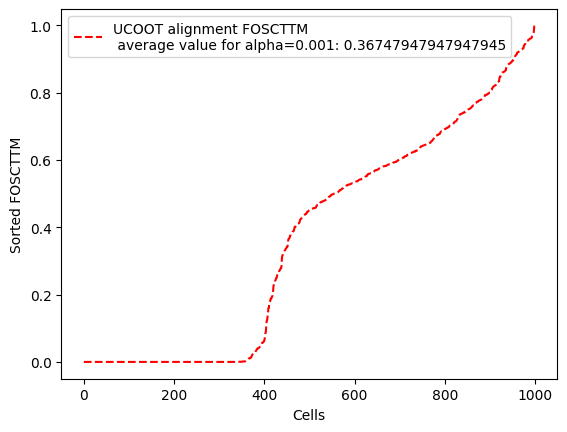 UCOOT alignment FOSCTTM
average value for alpha=0.001: 0.36747947947947945
1.0
0.8
0.6
0.4
0.2
0.0
Sorted FOSCTTM
0 200 400 600 800 1000
Cells